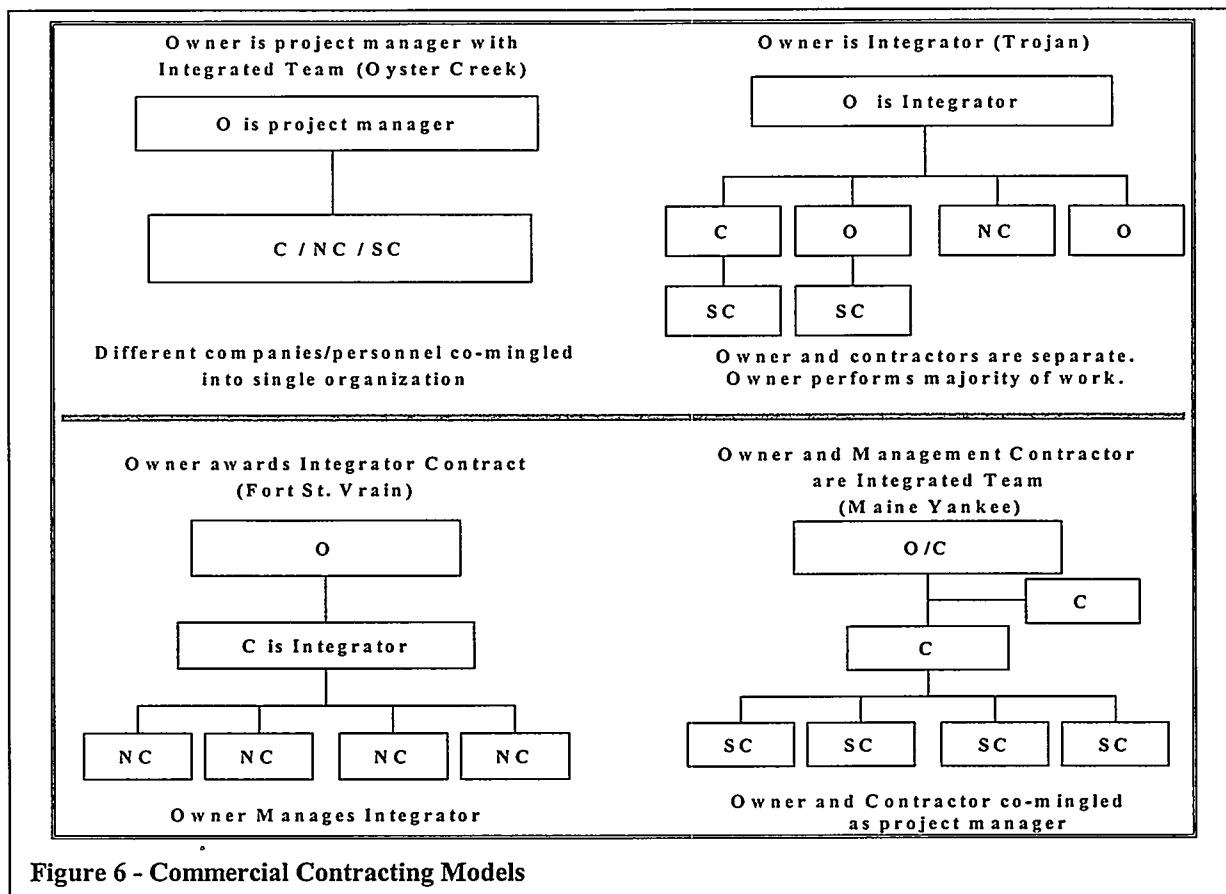 Owner is project manager with
Integrated Team (Oyster Creek)
O is project manager
C / NC / SC
Different companies/personnel co-mingled
into single organization
Owner is Integrator (Trojan)
O is Integrator
C
O
NC
O
SC
SC
Owner and contractors are separate.
Owner performs majority of work.
Owner awards Integrator Contract
(Fort St. Vrain)
O
C is Integrator
NC
NC
NC
NC
Owner Manages Integrator
Owner and Management Contractor
are Integrated Team
(Maine Yankee)
O/C
C
C
SC
SC
SC
SC
Owner and Contractor co-mingled
as project manager
Figure 6 - Commercial Contracting Models